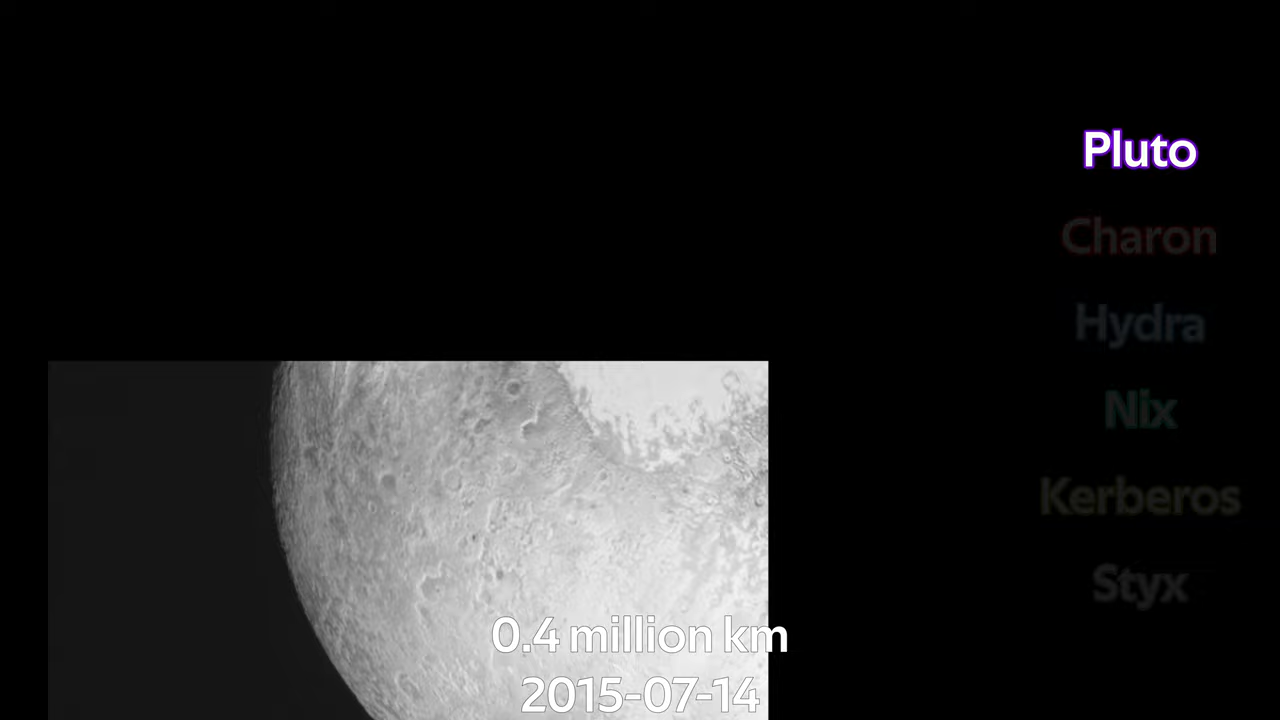 Pluto
Charon
Hydra
Nix
Kerberos
Styx
0.4 million km
2015-07-14